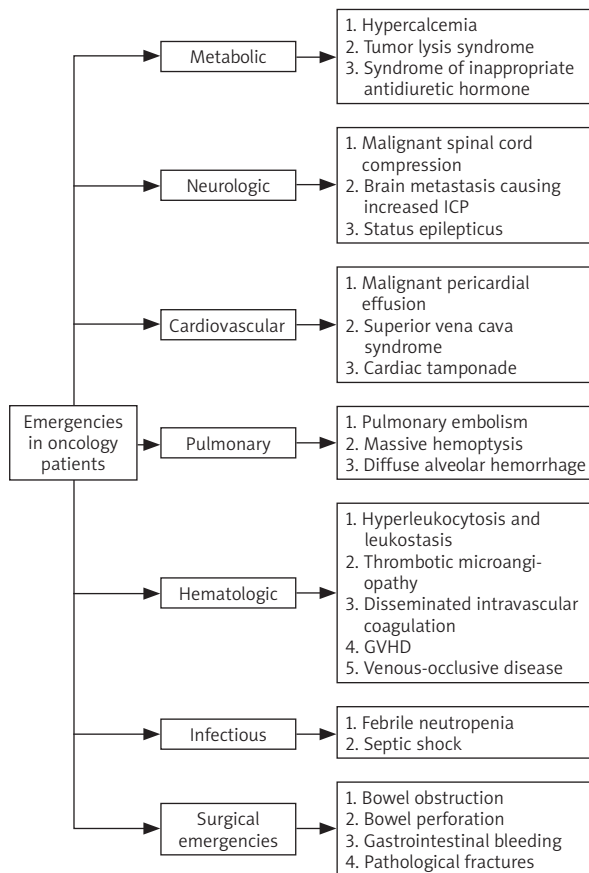 Emergencies
in oncology
patients
Metabolic
1. Hypercalcemia
2. Tumor lysis syndrome
3. Syndrome of inappropriate
antidiuretic hormone
Neurologic
1. Malignant spinal cord
compression
2. Brain metastasis causing
increased ICP
3. Status epilepticus
Cardiovascular
1. Malignant pericardial
effusion
2. Superior vena cava
syndrome
3. Cardiac tamponade
Pulmonary
1. Pulmonary embolism
2. Massive hemoptysis
3. Diffuse alveolar hemorrhage
Hematologic
1. Hyperleukocytosis and
leukostasis
2. Thrombotic microangi-
opathy
3. Disseminated intravascular
coagulation
4. GVHD
5. Venous-occlusive disease
Infectious
1. Febrile neutropenia
2. Septic shock
Surgical
emergencies
1. Bowel obstruction
2. Bowel perforation
3. Gastrointestinal bleeding
4. Pathological fractures